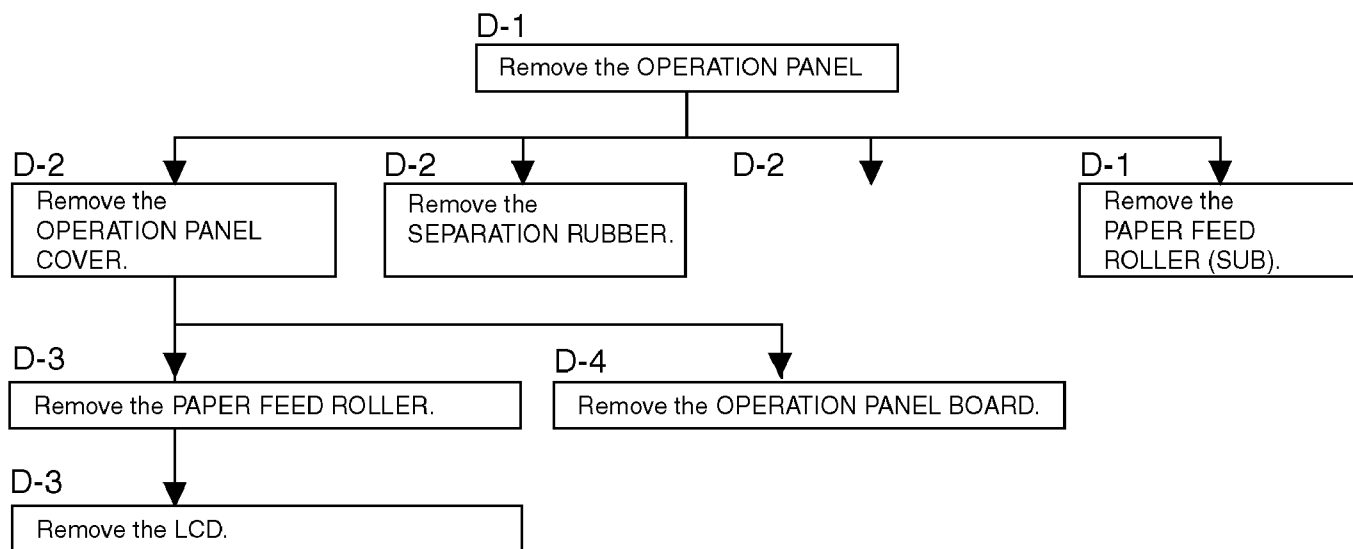 D-1
Remove the OPERATION PANEL
D-2
Remove the
OPERATION PANEL
COVER.
D-2
Remove the
SEPARATION RUBBER.
D-2
D-1
Remove the
PAPER FEED
ROLLER (SUB).
D-3
Remove the PAPER FEED ROLLER.
D-4
Remove the OPERATION PANEL BOARD.
D-3
Remove the LCD.